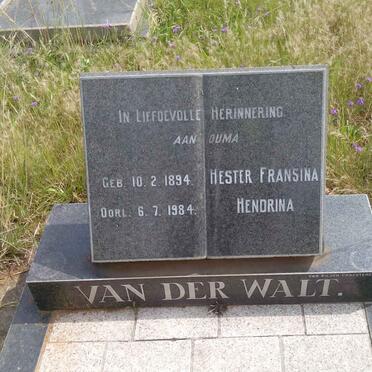 IN LIEFDEVOLLE HERINNERING
AAN OUMA
GEB. 10.2.1894. HESTER FRANSINA
OORL. 6.7.1984. HENDRINA
VAN DER WALT.